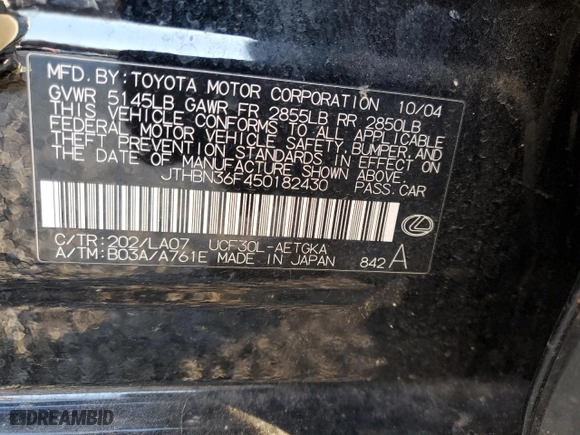 MFD. BY: TOYOTA MOTOR CORPORATION 10/04
GVWR 5145LB GAWR FR 2855LB RR 2850LB
THIS VEHICLE CONFORMS TO ALL APPLICABLE
FEDERAL MOTOR VEHICLE SAFETY, BUMPER, AND
THEFT PREVENTION STANDARDS IN EFFECT ON
THE DATE OF MANUFACTURE SHOWN ABOVE.
JTHBN36F450182430 PASS. CAR
C/TR: 202/LA07 UCF30L-AETGKA
A/TM: B03A/A761E MADE IN JAPAN 842 A
DREAMBID